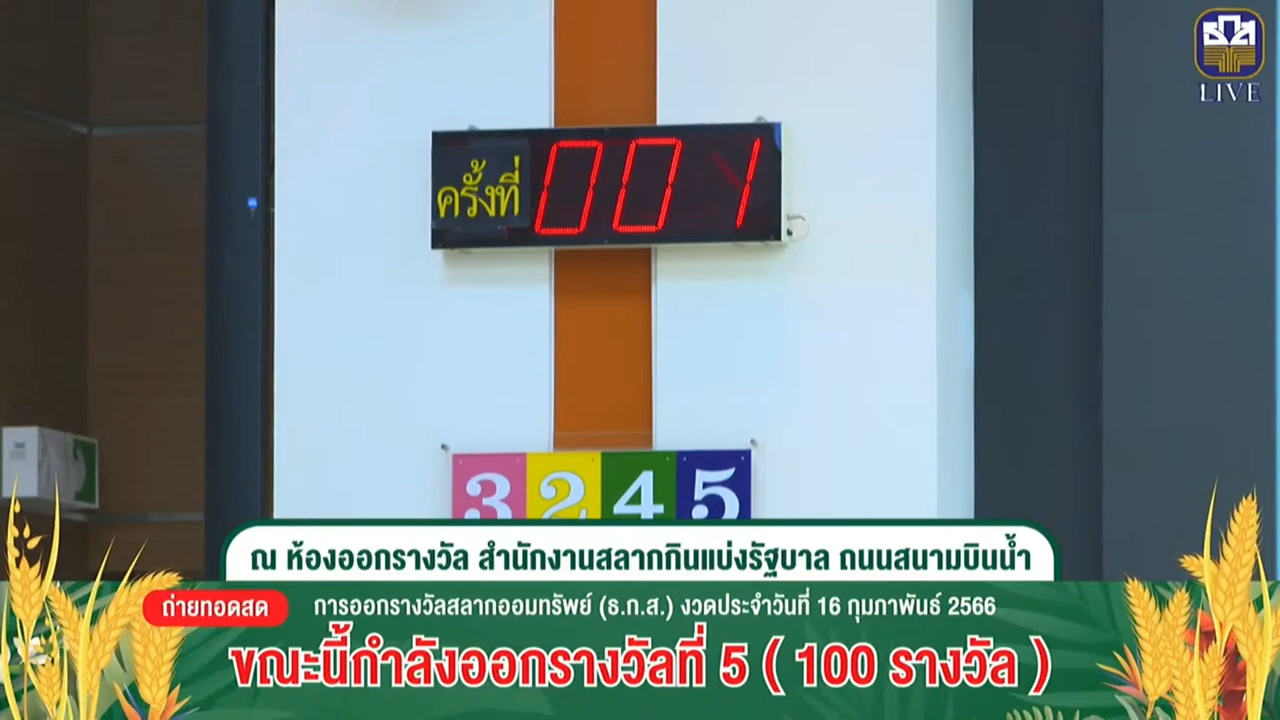 ธกส
LIVE
ครั้งที่ 001
3 2 4 5
ณ ห้องออกรางวัล สำนักงานสลากกินแบ่งรัฐบาล ถนนสนามบินน้ำ
ถ่ายทอดสด การออกรางวัลสลากออมทรัพย์ (ธ.ก.ส.) งวดประจำวันที่ 16 กุมภาพันธ์ 2566
ขณะนี้กำลังออกรางวัลที่ 5 ( 100 รางวัล )